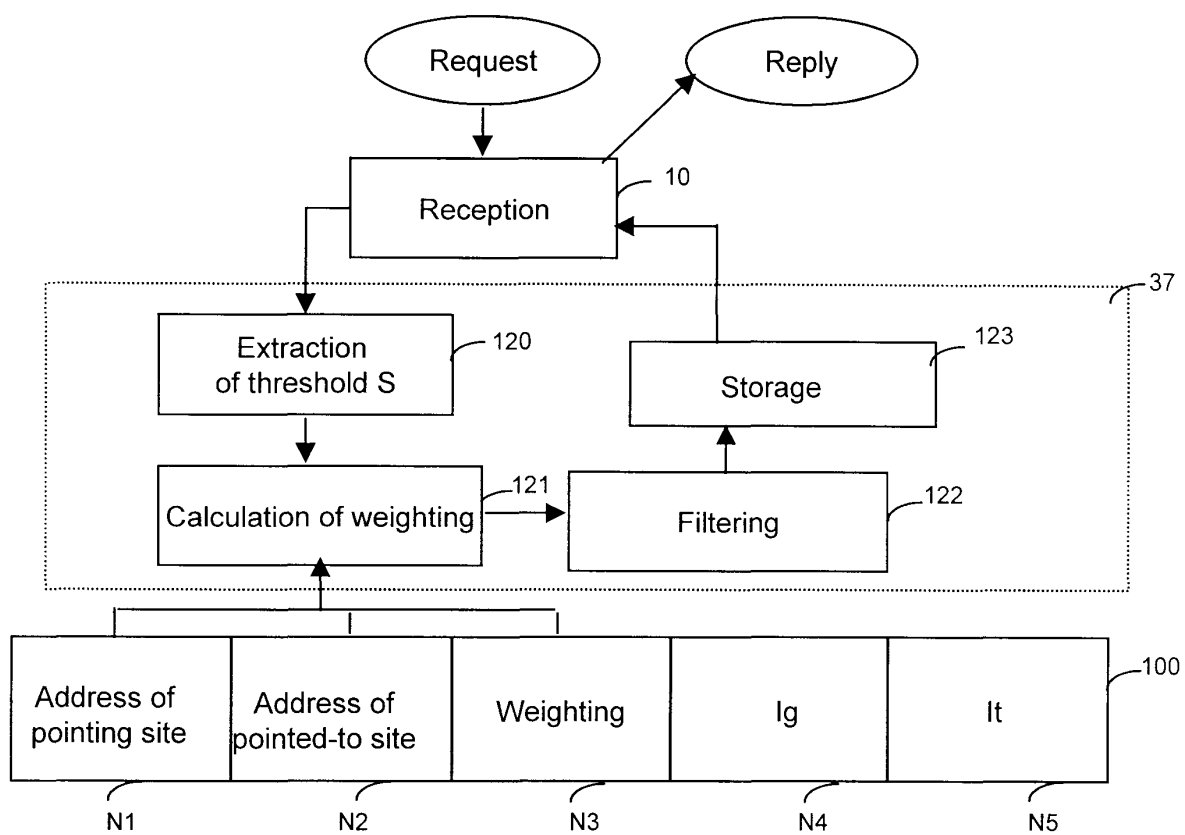 Request
Reply
10
Reception
37
Extraction
of threshold S
120
123
Storage
121
Calculation of weighting
122
Filtering
100
Address of
pointing site
Address of
pointed-to site
Weighting
Ig
It
N1
N2
N3
N4
N5